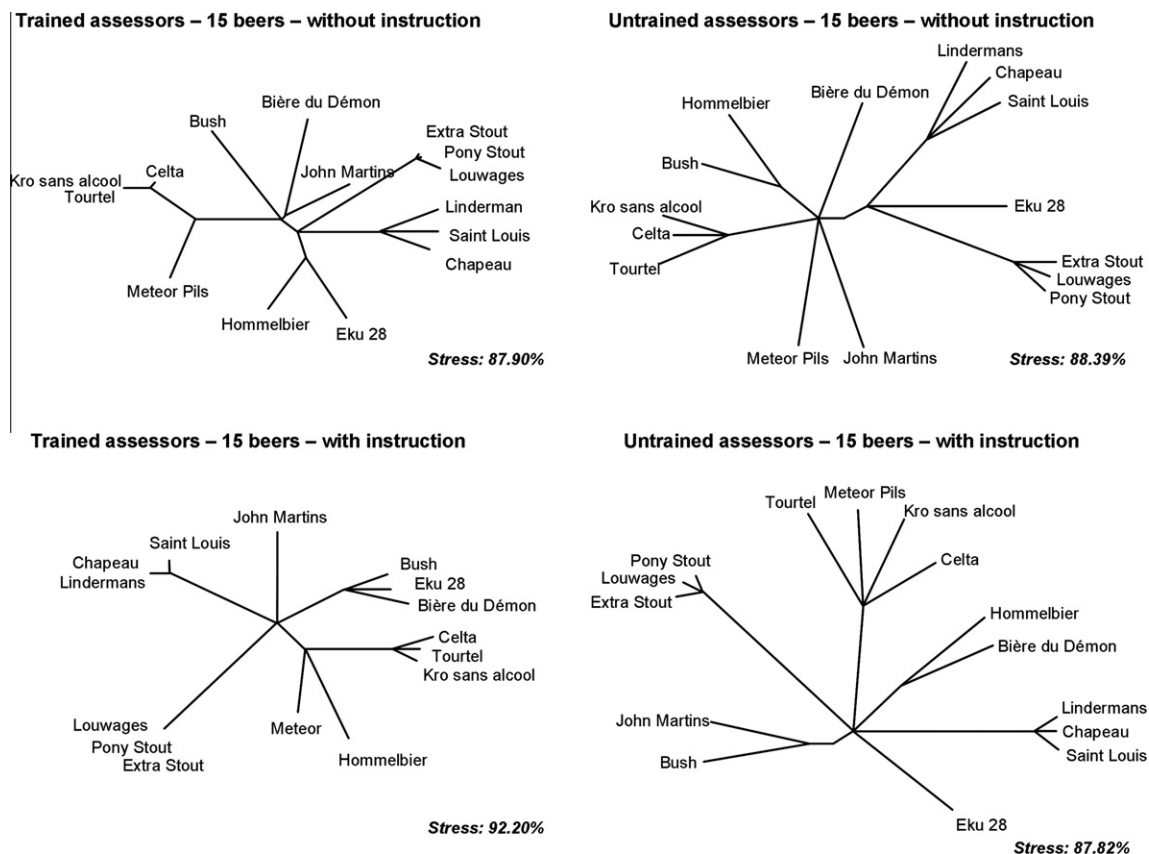 Trained assessors – 15 beers – without instruction
Bière du Démon
Bush
Extra Stout
Pony Stout
Celta
John Martins
Louwages
Kro sans alcool
Tourtel
Linderman
Saint Louis
Chapeau
Meteor Pils
Hommelbier
Eku 28
Stress: 87.90%
Untrained assessors – 15 beers – without instruction
Lindermans
Chapeau
Bière du Démon
Hommelbier
Saint Louis
Bush
Kro sans alcool
Eku 28
Celta
Tourtel
Extra Stout
Louwages
Pony Stout
Meteor Pils
John Martins
Stress: 88.39%
Trained assessors – 15 beers – with instruction
John Martins
Saint Louis
Chapeau
Lindermans
Bush
Eku 28
Bière du Démon
Celta
Tourtel
Kro sans alcool
Louwages
Meteor
Pony Stout
Extra Stout
Hommelbier
Stress: 92.20%
Untrained assessors – 15 beers – with instruction
Meteor Pils
Tourtel
Kro sans alcool
Pony Stout
Celta
Louwages
Extra Stout
Hommelbier
Bière du Démon
Lindermans
John Martins
Chapeau
Saint Louis
Bush
Eku 28
Stress: 87.82%